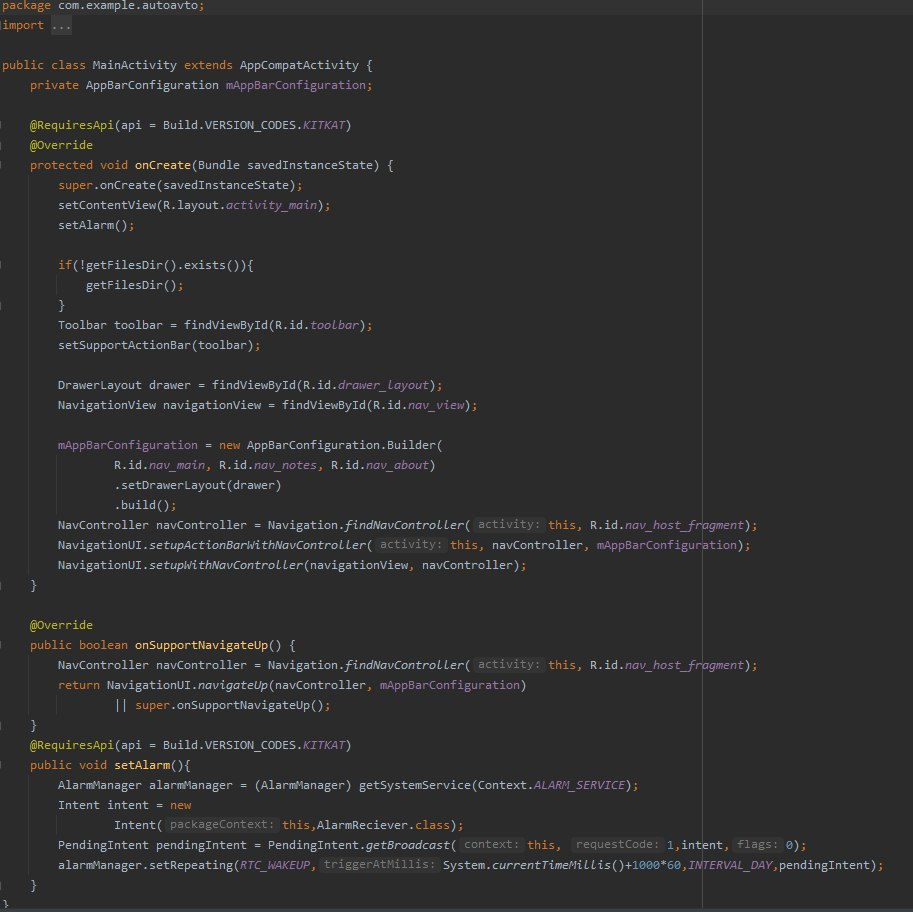 package com.example.autoavto;
import ...
public class MainActivity extends AppCompatActivity {
    private AppBarConfiguration mAppBarConfiguration;
    @RequiresApi(api = Build.VERSION_CODES.KITKAT)
    @Override
    protected void onCreate(Bundle savedInstanceState) {
        super.onCreate(savedInstanceState);
        setContentView(R.layout.activity_main);
        setAlarm();
        if(!getFilesDir().exists()){
            getFilesDir();
        }
        Toolbar toolbar = findViewById(R.id.toolbar);
        setSupportActionBar(toolbar);
        DrawerLayout drawer = findViewById(R.id.drawer_layout);
        NavigationView navigationView = findViewById(R.id.nav_view);
        mAppBarConfiguration = new AppBarConfiguration.Builder(
                R.id.nav_main, R.id.nav_notes, R.id.nav_about)
                .setDrawerLayout(drawer)
                .build();
        NavController navController = Navigation.findNavController( activity: this, R.id.nav_host_fragment);
        NavigationUI.setupActionBarWithNavController( activity: this, navController, mAppBarConfiguration);
        NavigationUI.setupWithNavController(navigationView, navController);
    }
    @Override
    public boolean onSupportNavigateUp() {
        NavController navController = Navigation.findNavController( activity: this, R.id.nav_host_fragment);
        return NavigationUI.navigateUp(navController, mAppBarConfiguration)
                || super.onSupportNavigateUp();
    }
    @RequiresApi(api = Build.VERSION_CODES.KITKAT)
    public void setAlarm(){
        AlarmManager alarmManager = (AlarmManager) getSystemService(Context.ALARM_SERVICE);
        Intent intent = new
                Intent( packageContext: this,AlarmReciever.class);
        PendingIntent pendingIntent = PendingIntent.getBroadcast( context: this, requestCode: 1,intent, flags: 0);
        alarmManager.setRepeating(RTC_WAKEUP, triggerAtMillis: System.currentTimeMillis()+1000*60,INTERVAL_DAY,pendingIntent);
    }
}